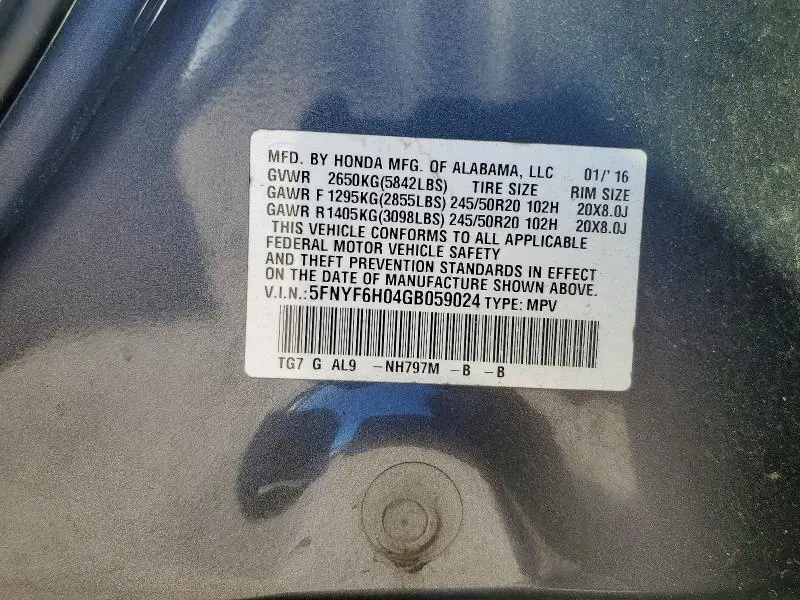 MFD. BY HONDA MFG. OF ALABAMA, LLC 01/' 16
GVWR 2650KG(5842LBS) TIRE SIZE RIM SIZE
GAWR F 1295KG(2855LBS) 245/50R20 102H 20X8.0J
GAWR R1405KG(3098LBS) 245/50R20 102H 20X8.0J
THIS VEHICLE CONFORMS TO ALL APPLICABLE
FEDERAL MOTOR VEHICLE SAFETY
AND THEFT PREVENTION STANDARDS IN EFFECT
ON THE DATE OF MANUFACTURE SHOWN ABOVE.
V.I.N.: 5FNYF6H04GB059024 TYPE: MPV
TG7 G AL9 -NH797M -B -B